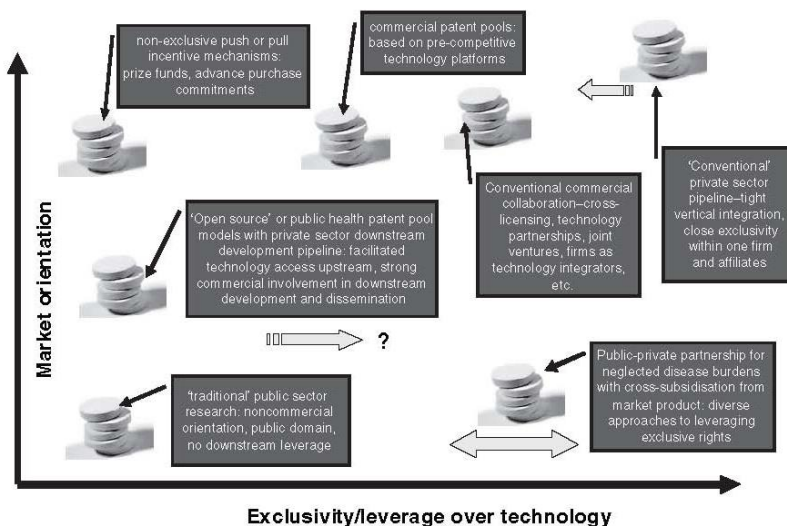 non-exclusive push or pull
incentive mechanisms:
prize funds, advance purchase
commitments
commercial patent pools:
based on pre-competitive
technology platforms
'Conventional'
private sector
pipeline–tight
vertical integration,
close exclusivity
within one firm
and affiliates
Conventional commercial
collaboration–cross-
licensing, technology
partnerships, joint
ventures, firms as
technology integrators,
etc.
'Open source' or public health patent pool
models with private sector downstream
development pipeline: facilitated
technology access upstream, strong
commercial involvement in downstream
development and dissemination
?
Public-private partnership for
neglected disease burdens
with cross-subsidisation from
market product: diverse
approaches to leveraging
exclusive rights
'traditional' public sector
research: noncommercial
orientation, public domain,
no downstream leverage
Market orientation
Exclusivity/leverage over technology